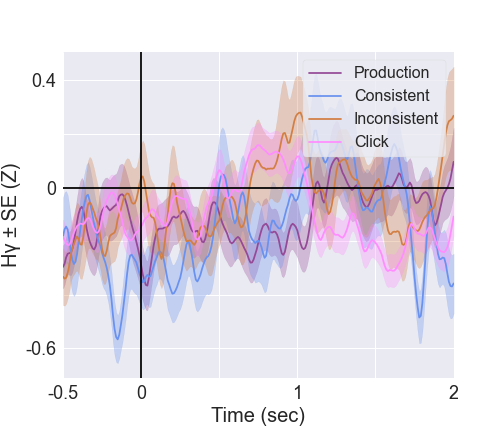 Production
Consistent
Inconsistent
Click
0.4
0
-0.6
Hγ ± SE (Z)
-0.5 0 1 2
Time (sec)